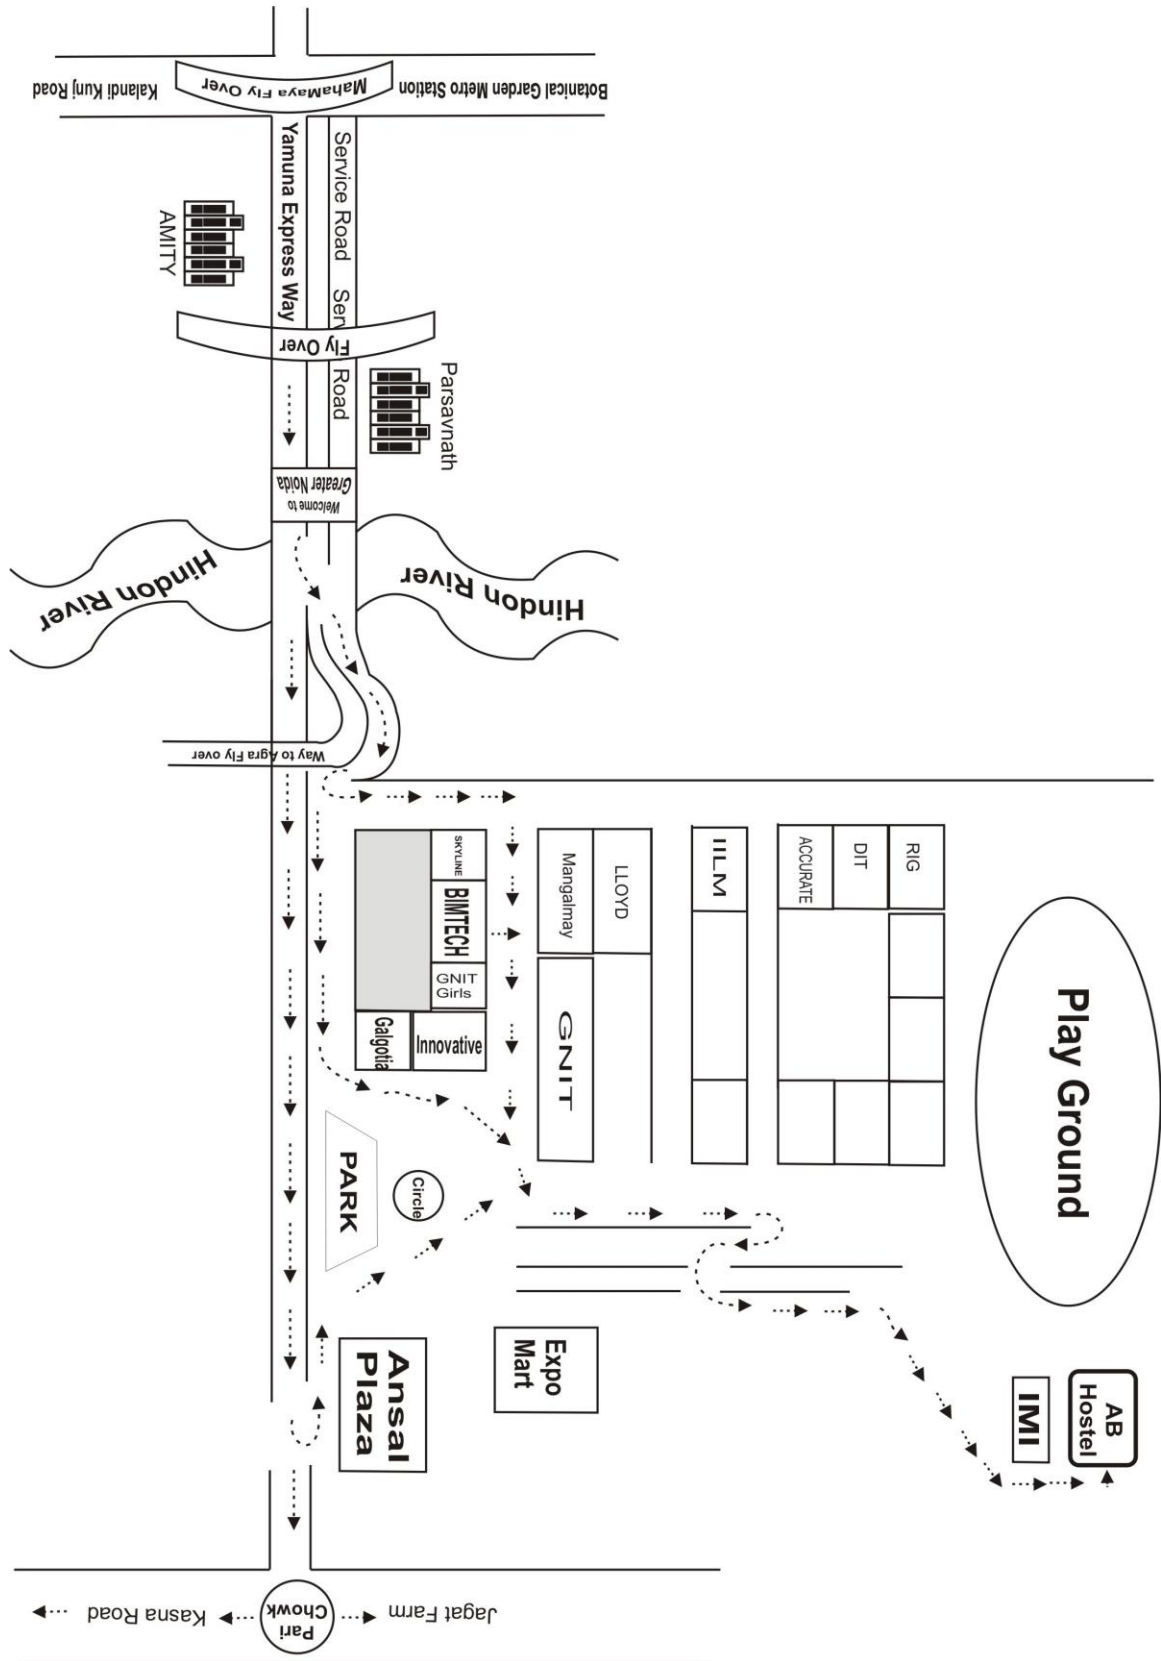 Kalandi Kunj Road
MahaMaya Fly Over
Botanical Garden Metro Station
Yamuna Express Way
Service Road
Serv
Road
AMITY
Fly Over
Parsavnath
Welcome to
Greater Noida
Hindon River
Hindon River
Way to Agra Fly over
SKYLINE
BIMTECH
GNIT
Girls
Galgotia
Innovative
Mangalmay
LLOYD
GNIT
IILM
ACCURATE
DIT
RIG
Play Ground
PARK
Circle
Ansal
Plaza
Expo
Mart
IMI
AB
Hostel
Kasna Road
Pari
Chowk
Jagat Farm